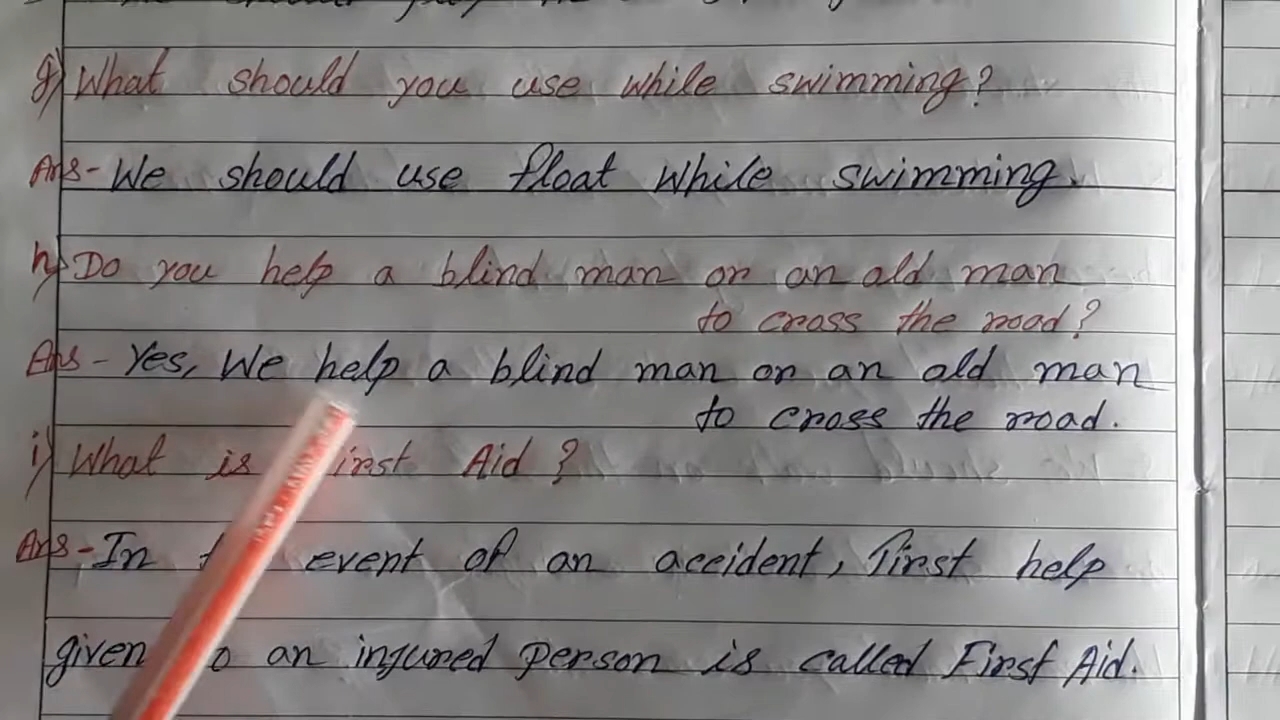 g) What should you use while swimming?
Ans- We should use float while swimming.
h) Do you help a blind man or an old man
to cross the road?
Ans - Yes, We help a blind man or an old man
to cross the road.
i) What is irst Aid ?
Ans - In event of an accident, first help
given an injured person is called First Aid.